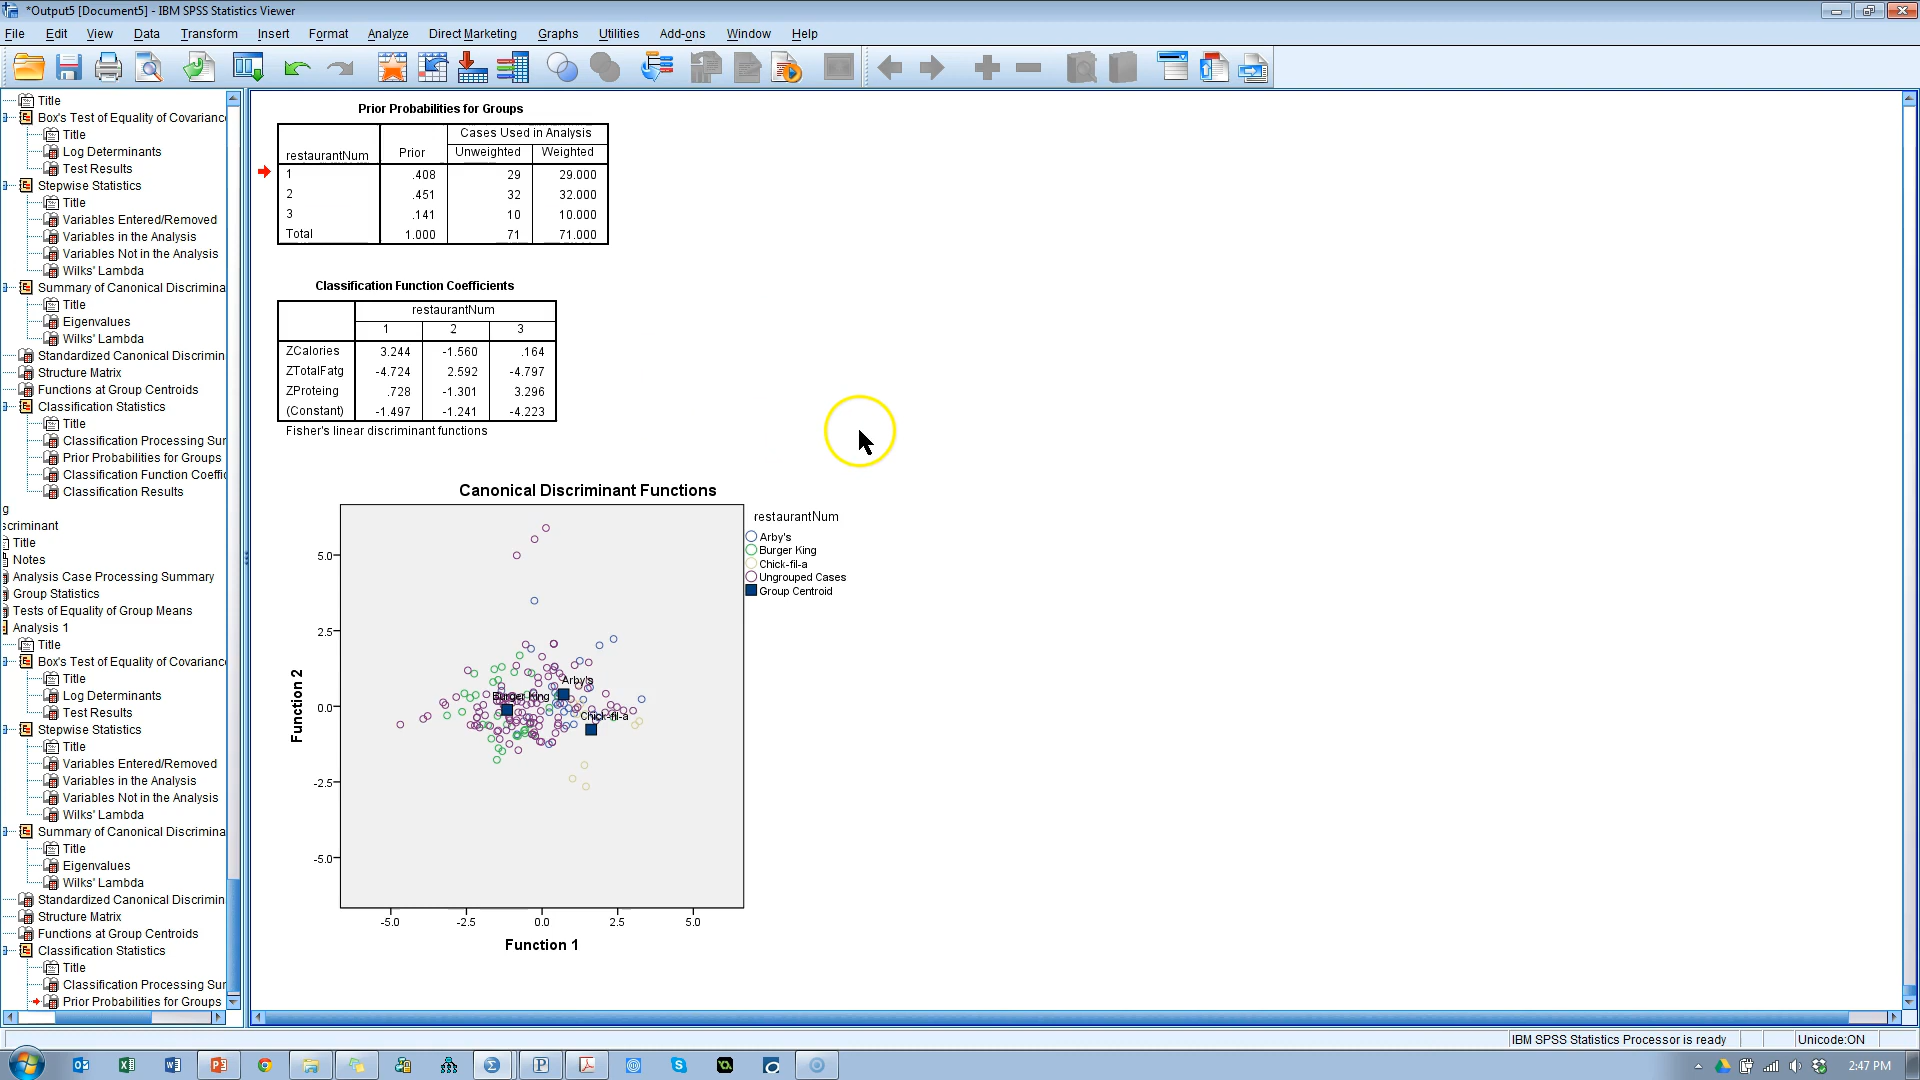 *Output5 [Document5] - IBM SPSS Statistics Viewer
File Edit View Data Transform Insert Format Analyze Direct Marketing Graphs Utilities Add-ons Window Help
Title
Box's Test of Equality of Covarianc
Title
Log Determinants
Test Results
Stepwise Statistics
Title
Variables Entered/Removed
Variables in the Analysis
Variables Not in the Analysis
Wilks' Lambda
Summary of Canonical Discrimina
Title
Eigenvalues
Wilks' Lambda
Standardized Canonical Discrimin
Structure Matrix
Functions at Group Centroids
Classification Statistics
Title
Classification Processing Sur
Prior Probabilities for Groups
Classification Function Coeffic
Classification Results
g
scriminant
Title
Notes
Analysis Case Processing Summary
Group Statistics
Tests of Equality of Group Means
Analysis 1
Title
Box's Test of Equality of Covarianc
Title
Log Determinants
Test Results
Stepwise Statistics
Title
Variables Entered/Removed
Variables in the Analysis
Variables Not in the Analysis
Wilks' Lambda
Summary of Canonical Discrimina
Title
Eigenvalues
Wilks' Lambda
Standardized Canonical Discrimin
Structure Matrix
Functions at Group Centroids
Classification Statistics
Title
Classification Processing Sur
Prior Probabilities for Groups
Prior Probabilities for Groups
Cases Used in Analysis
restaurantNum Prior Unweighted Weighted
1 .408 29 29.000
2 .451 32 32.000
3 .141 10 10.000
Total 1.000 71 71.000
Classification Function Coefficients
restaurantNum
1 2 3
ZCalories 3.244 -1.560 .164
ZTotalFatg -4.724 2.592 -4.797
ZProteing .728 -1.301 3.296
(Constant) -1.497 -1.241 -4.223
Fisher's linear discriminant functions
Canonical Discriminant Functions
restaurantNum
Arby's
Burger King
Chick-fil-a
Ungrouped Cases
Group Centroid
5.0
2.5
0.0
-2.5
-5.0
Function 2
Arby's
Burger King
Chick-fil-a
-5.0 -2.5 0.0 2.5 5.0
Function 1
IBM SPSS Statistics Processor is ready Unicode:ON
2:47 PM